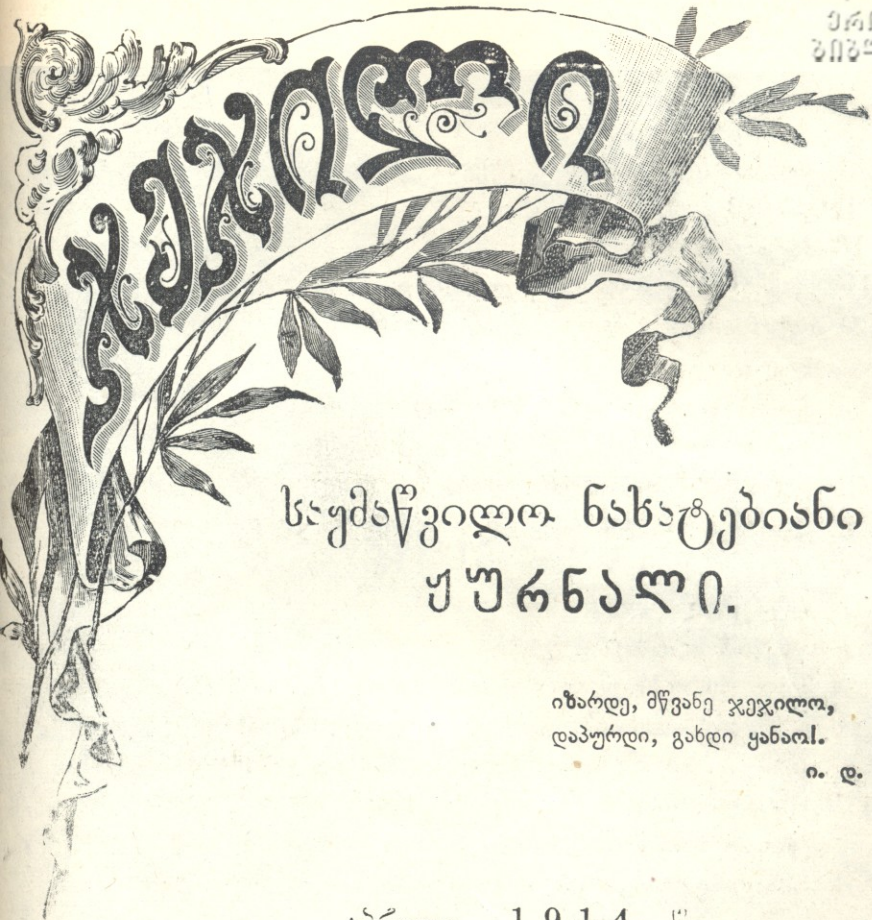 ჯეჯილი
საყმაწვილო ნახატებიანი
ჟურნალი.
იზარდე, მწვანე ჯეჯილო,
დაპურდი, გახდი ყანაო!.
ი. დ.
1914